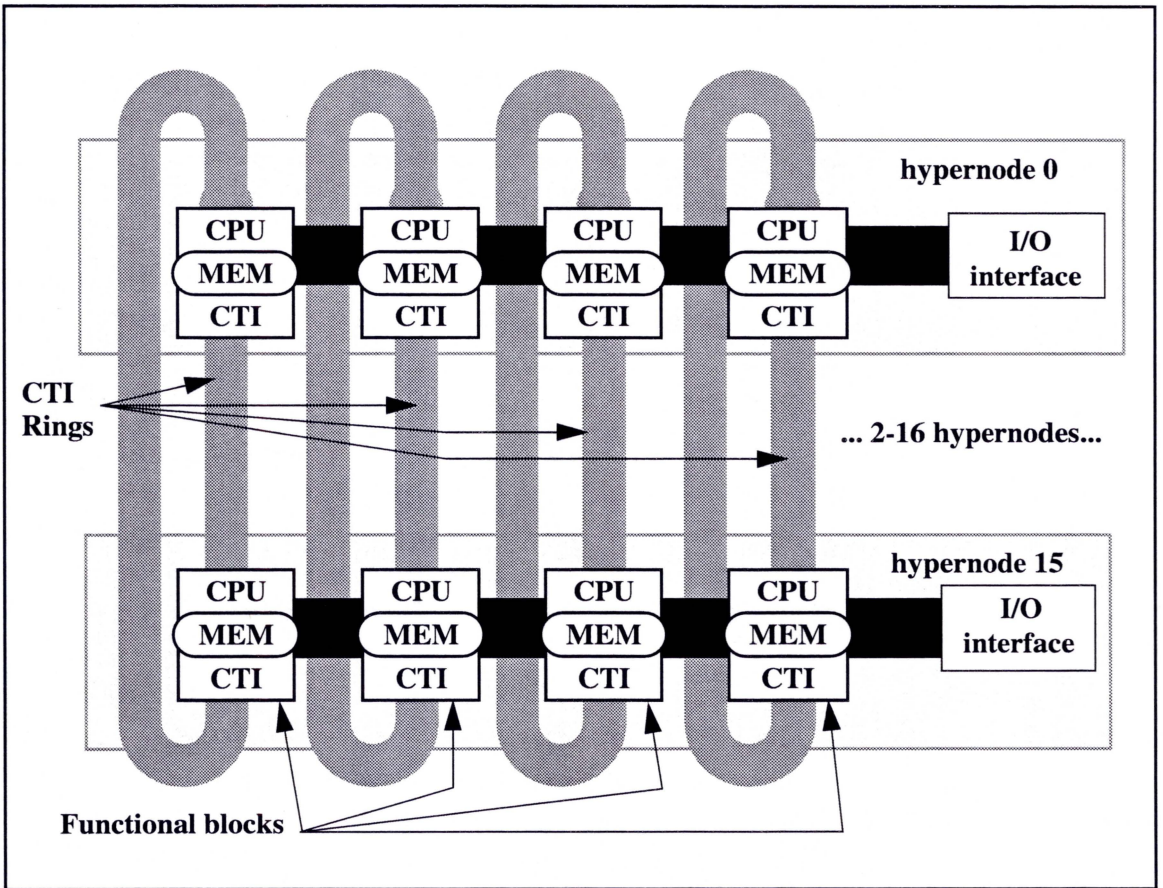 hypernode 0
CPU CPU CPU CPU
I/O
interface
MEM MEM MEM MEM
CTI CTI CTI CTI
CTI
Rings
... 2-16 hypernodes...
hypernode 15
CPU CPU CPU CPU
I/O
interface
MEM MEM MEM MEM
CTI CTI CTI CTI
Functional blocks